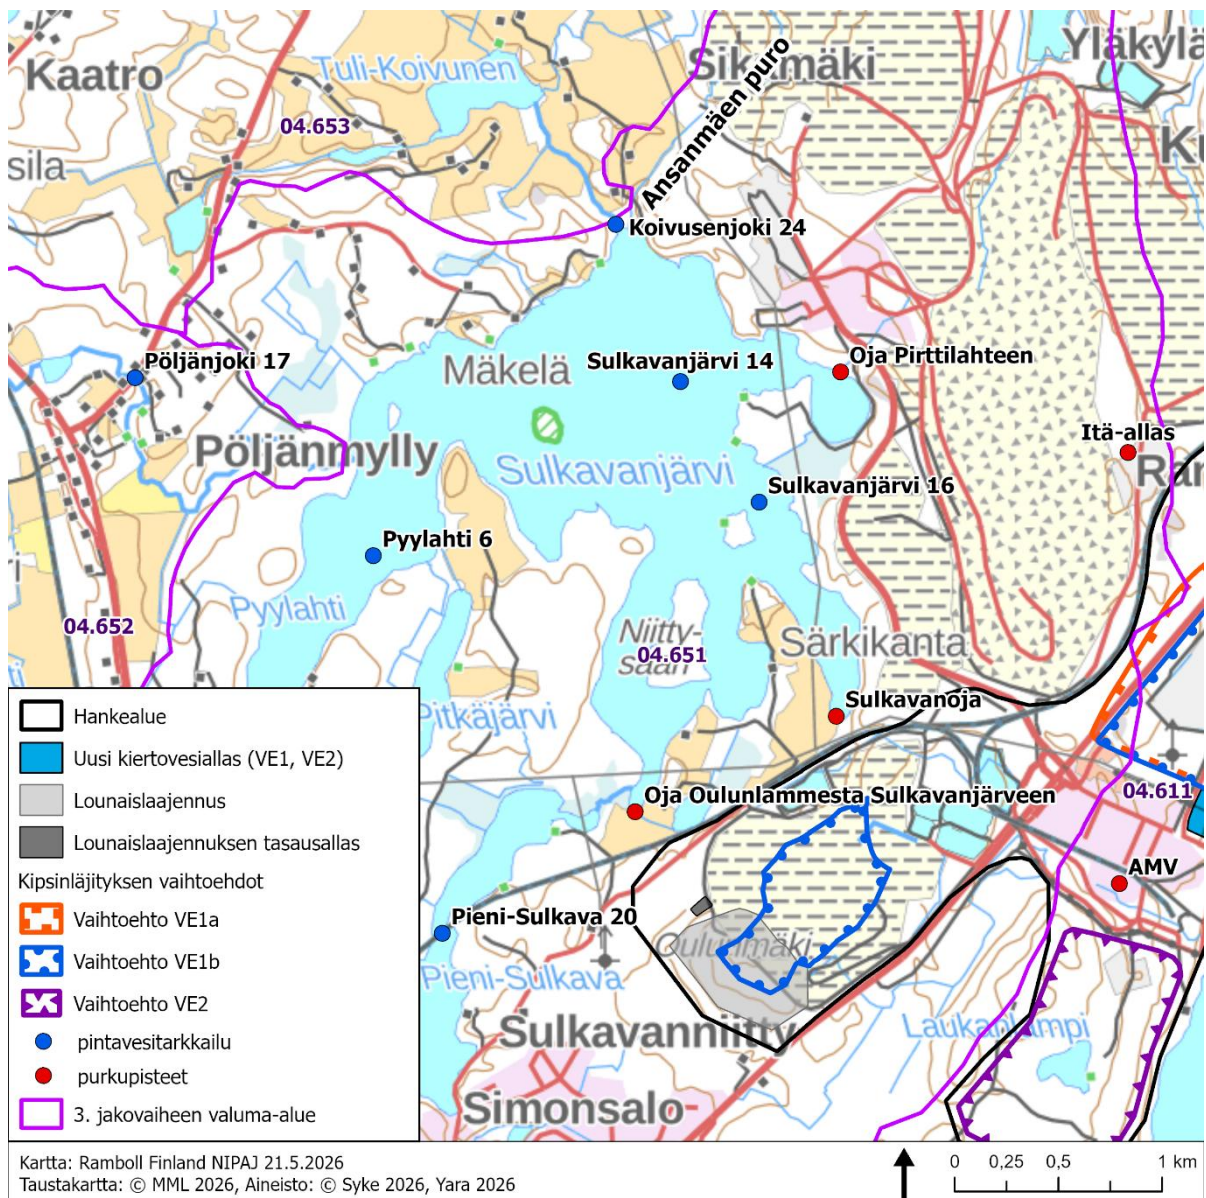 Kaatro
Tuli-Koivunen
Sikamäki
Yläkylä
04.653
sila
Ansanmäen puro
Ku
Koivusenjoki 24
Pöljänjoki 17
Mäkelä
Sulkavanjärvi 14
Oja Pirttilahteen
Pöljänmylly
Sulkavanjärvi
Itä-allas
Ran
Sulkavanjärvi 16
Pyylahti 6
ri
Pyylahti
04.652
Niitty-
saari
04.651
Särkikanta
Sulkavanoja
Pitkäjärvi
ti
Oja Oulunlammesta Sulkavanjärveen
04.611
AMV
Pieni-Sulkava 20
Oulunmäki
Pieni-Sulkava
Sulkavanniitty
Laukanlampi
Simonsalo
Hankealue
Uusi kiertovesiallas (VE1, VE2)
Lounaislaajennus
Lounaislaajennuksen tasausallas
Kipsinläjityksen vaihtoehdot
Vaihtoehto VE1a
Vaihtoehto VE1b
Vaihtoehto VE2
pintavesitarkkailu
purkupisteet
3. jakovaiheen valuma-alue
Kartta: Ramboll Finland NIPAJ 21.5.2026
Taustakartta: © MML 2026, Aineisto: © Syke 2026, Yara 2026
0 0,25 0,5 1 km